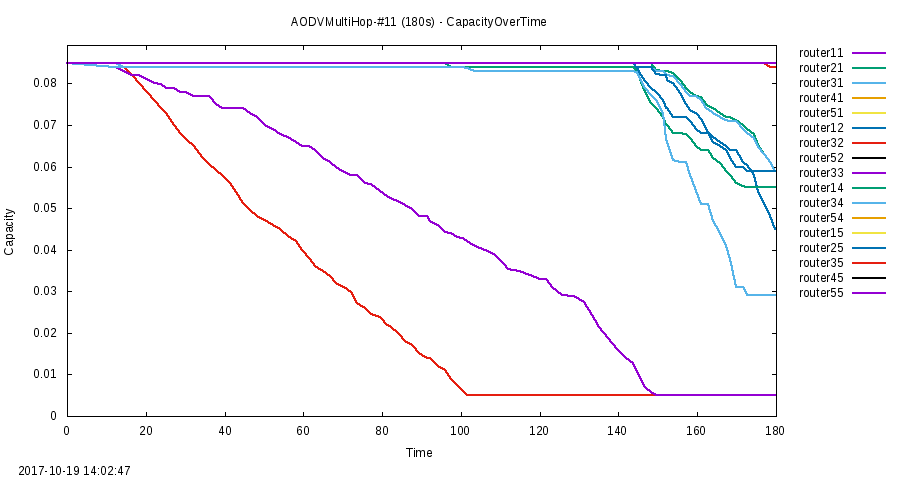 AODVMultiHop-#11 (180s) - CapacityOverTime
router11
router21
router31
router41
router51
router12
router32
router52
router33
router14
router34
router54
router15
router25
router35
router45
router55
Capacity
0.08
0.07
0.06
0.05
0.04
0.03
0.02
0.01
0
0 20 40 60 80 100 120 140 160 180
Time
2017-10-19 14:02:47